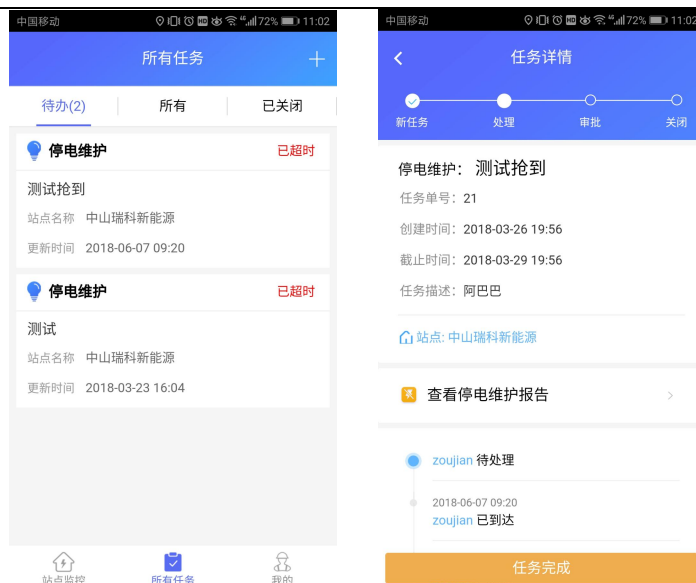 中国移动 HD 46 72% 11:02
所有任务
待办(2) 所有 已关闭
停电维护 已超时
测试抢到
站点名称 中山瑞科新能源
更新时间 2018-06-07 09:20
停电维护 已超时
测试
站点名称 中山瑞科新能源
更新时间 2018-03-23 16:04
站点监控 所有任务 我的
中国移动 HD 46 72% 11:02
任务详情
新任务 处理 审批 关闭
停电维护： 测试抢到
任务单号：21
创建时间：2018-03-26 19:56
截止时间：2018-03-29 19:56
任务描述：阿巴巴
站点: 中山瑞科新能源
查看停电维护报告
zoujian 待处理
2018-06-07 09:20
zoujian 已到达
任务完成